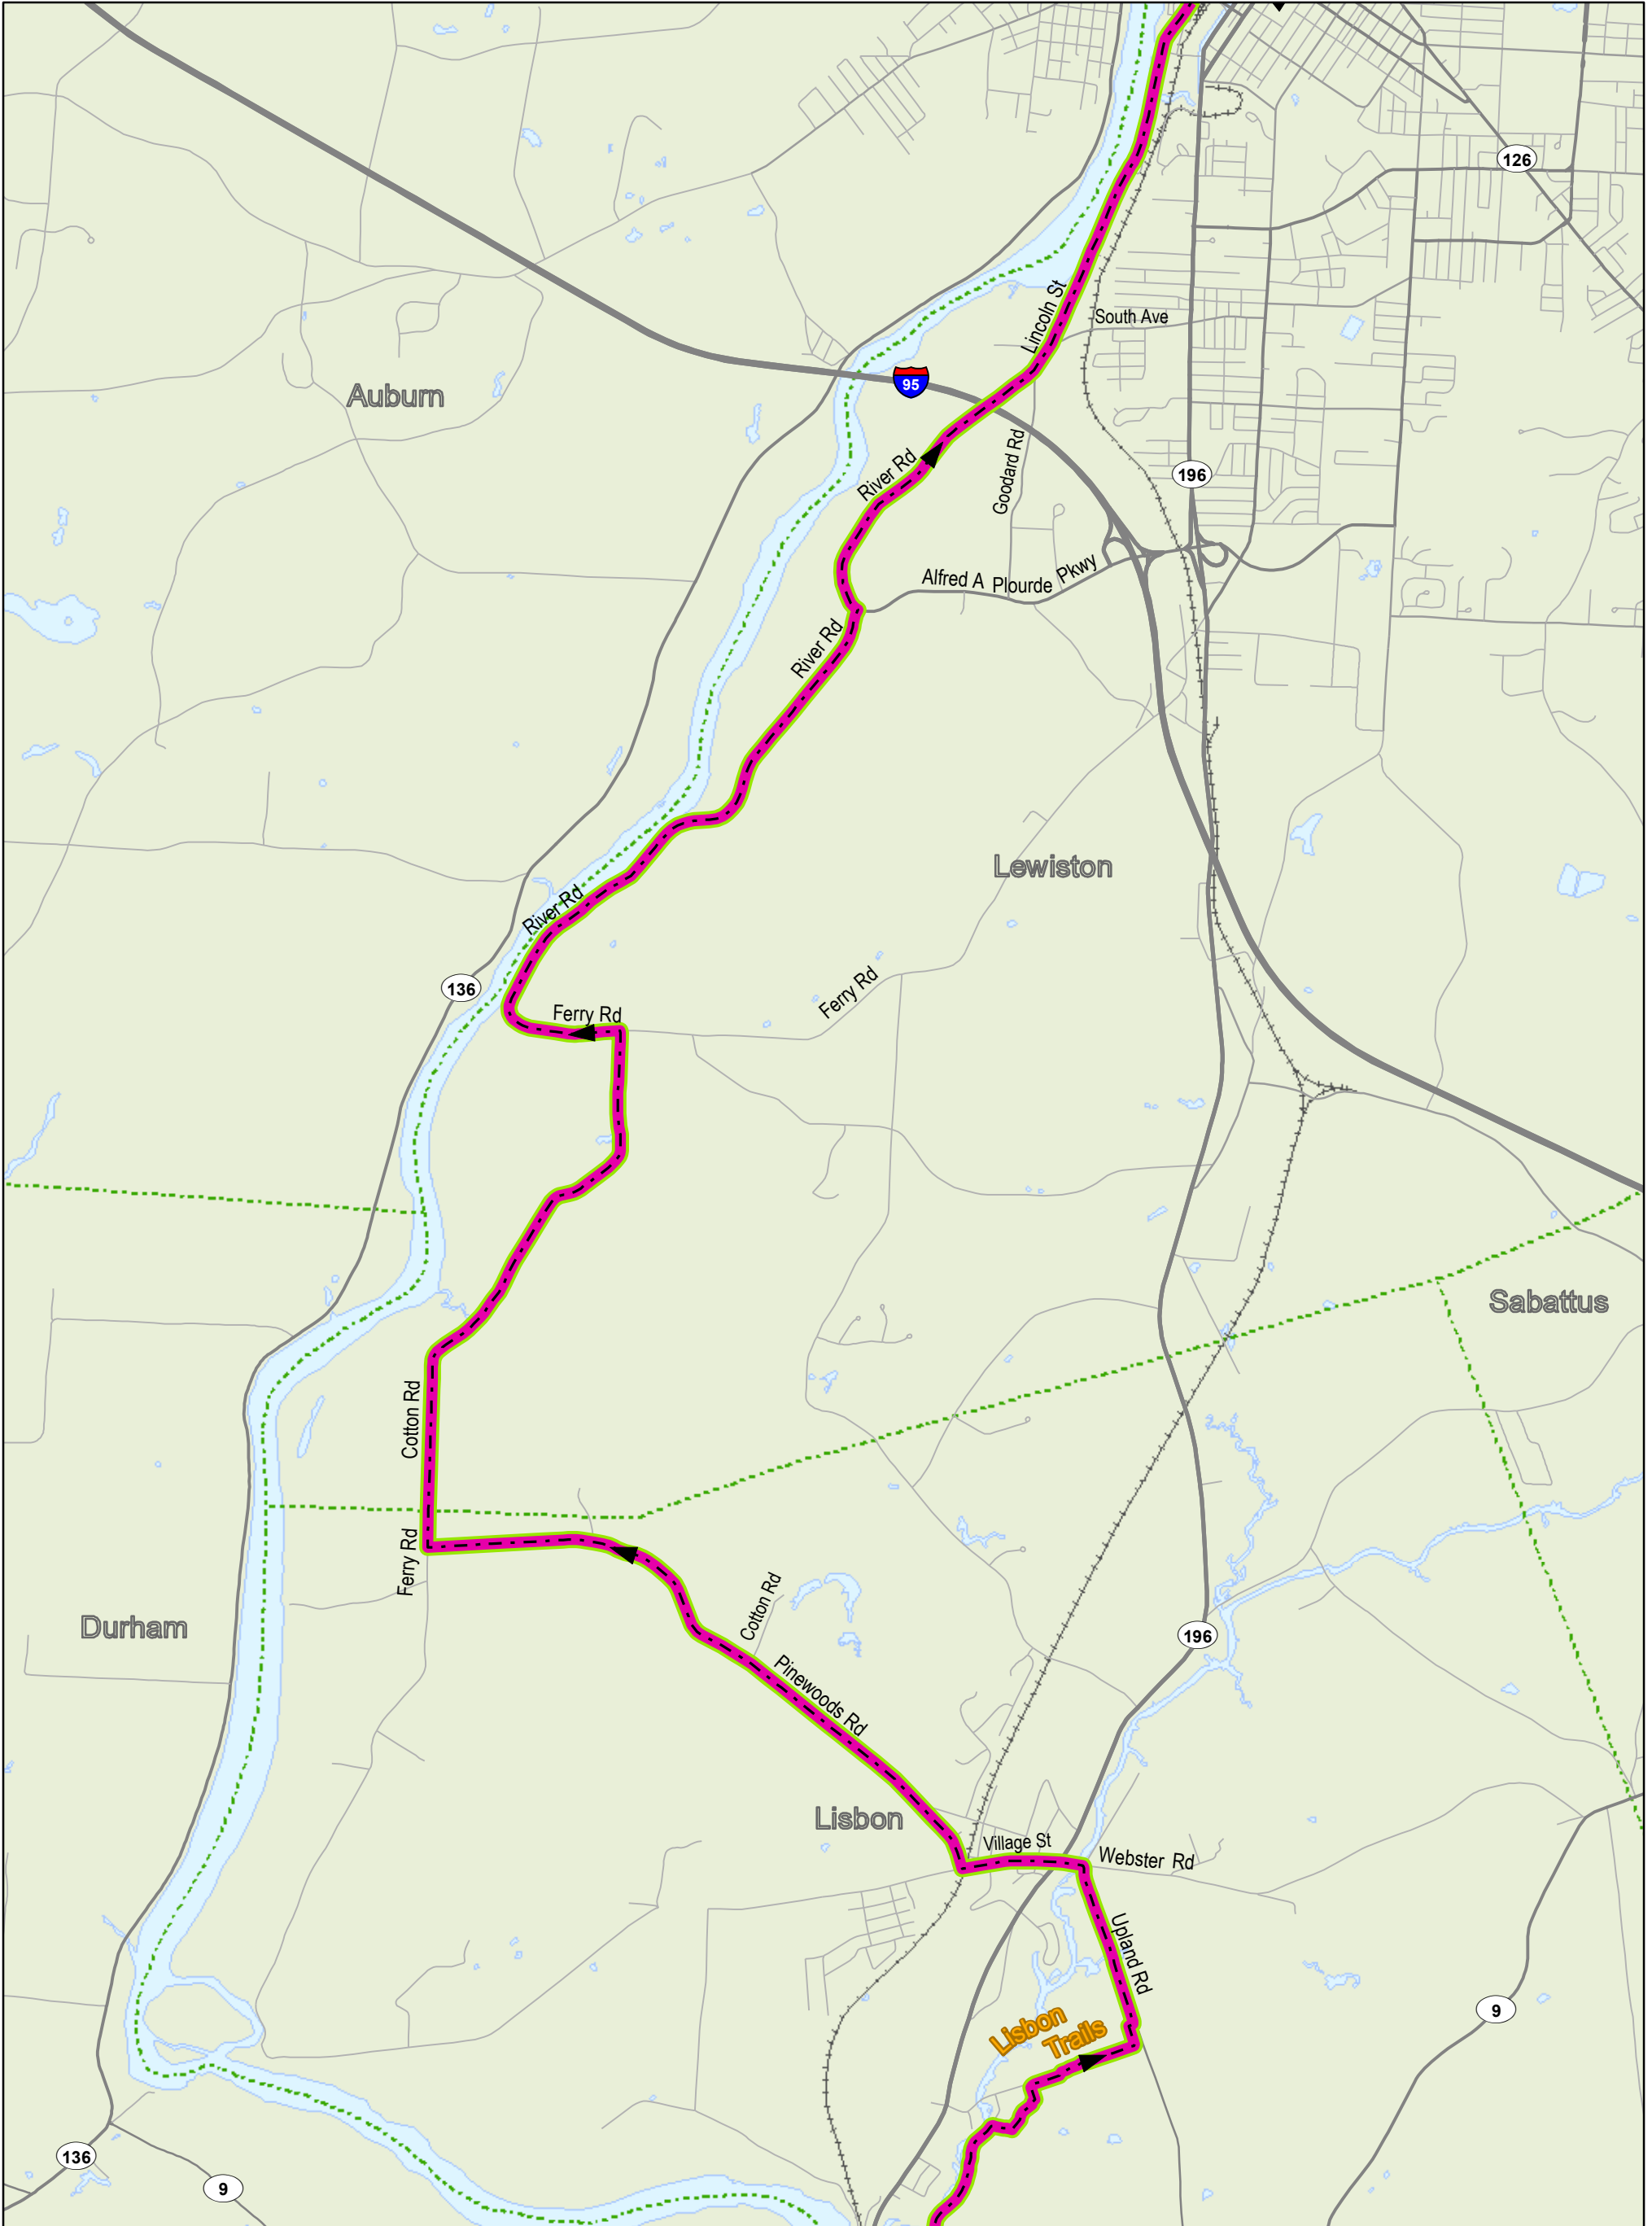 126
Lincoln St
South Ave
95
Auburn
River Rd
Goodard Rd
196
Alfred A Plourde Pkwy
River Rd
Lewiston
River Rd
136
Ferry Rd
Ferry Rd
Sabattus
Cotton Rd
Ferry Rd
Cotton Rd
Durham
196
Pinewoods Rd
Lisbon
Village St
Webster Rd
Upland Rd
9
Lisbon
Trails
136
9